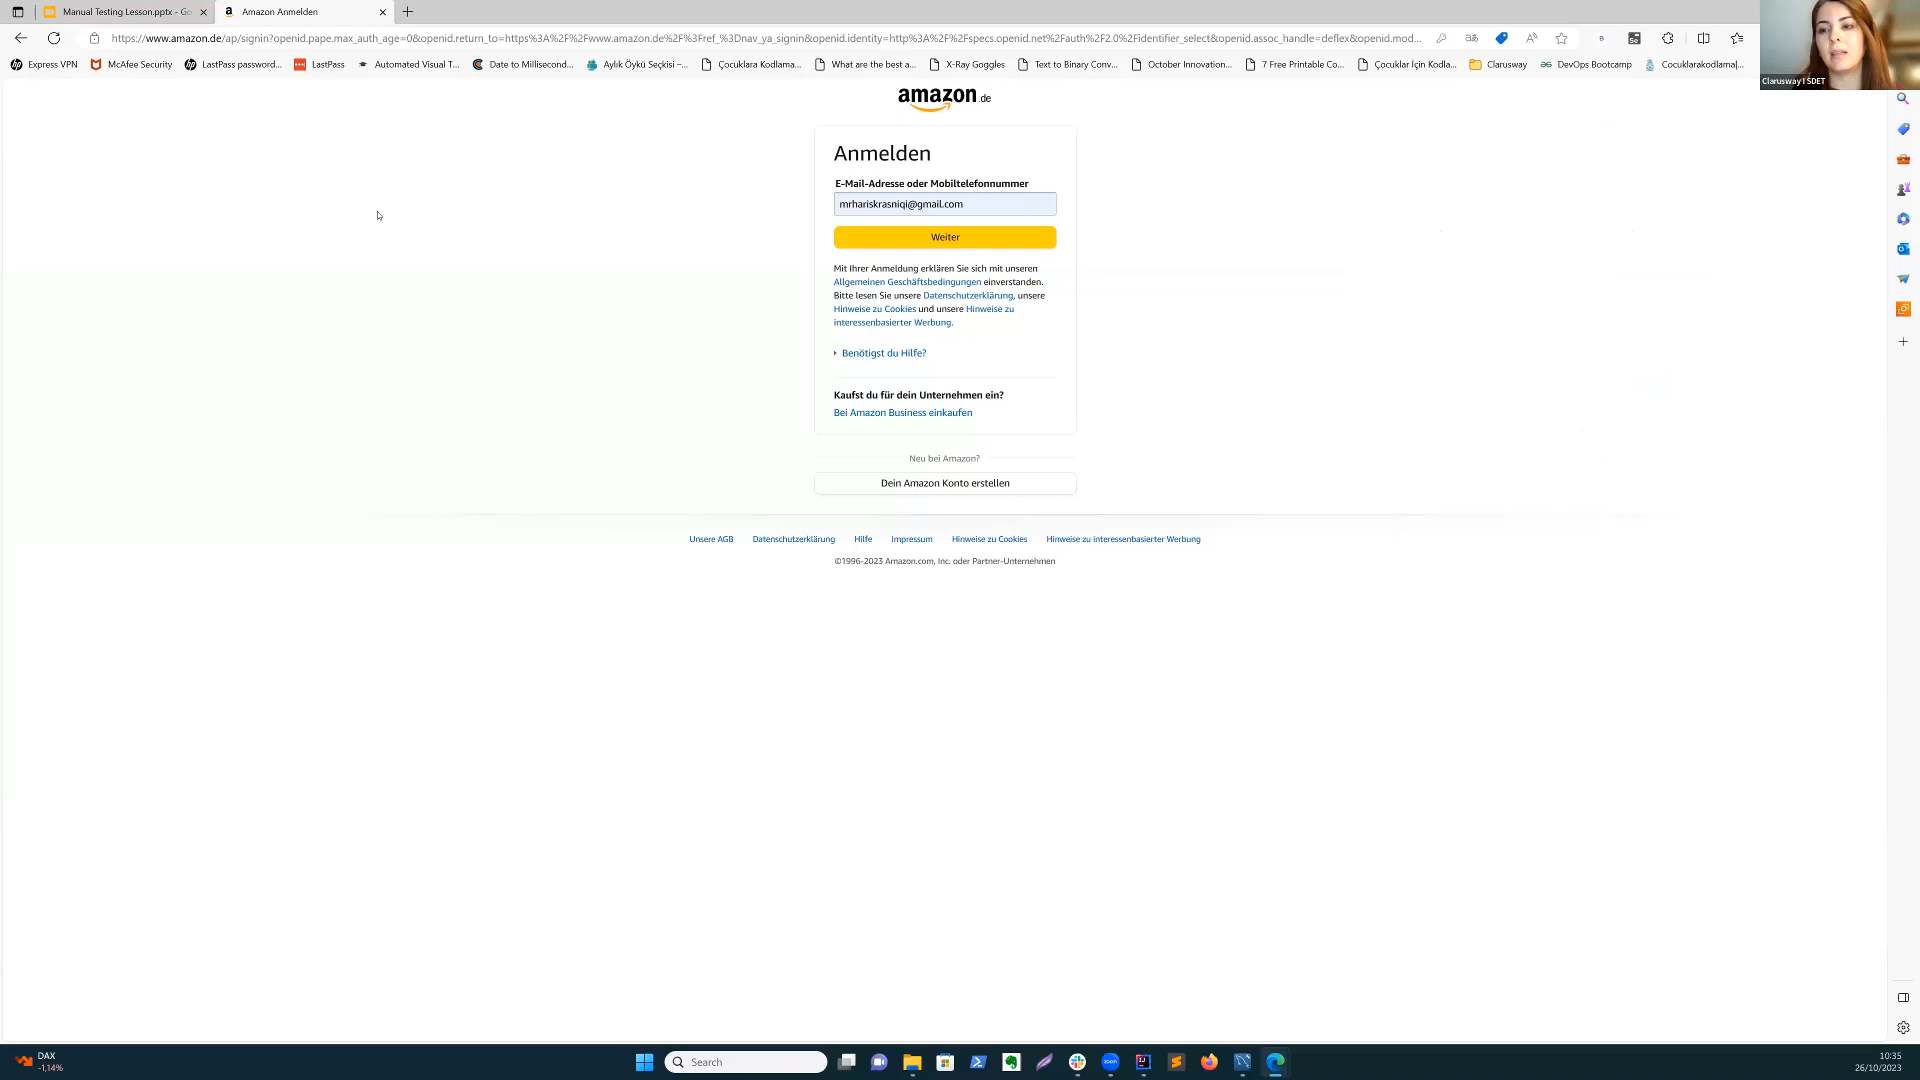 Manual Testing Lesson.pptx - Go
Amazon Anmelden
https://www.amazon.de/ap/signin?openid.pape.max_auth_age=0&openid.return_to=https%3A%2F%2Fwww.amazon.de%2F%3Fref_%3Dnav_ya_signin&openid.identity=http%3A%2F%2Fspecs.openid.net%2Fauth%2F2.0%2Fidentifier_select&openid.assoc_handle=deflex&openid.mod...
Express VPN McAfee Security LastPass password... LastPass Automated Visual T... Date to Millisecond... Aylık Öykü Seçkisi –... Çocuklara Kodlama... What are the best a... X-Ray Goggles Text to Binary Conv... October Innovation... 7 Free Printable Co... Çocuklar İçin Kodla... Clarusway DevOps Bootcamp Cocuklarakodlama|...
Clarusway I SDET
amazon.de
Anmelden
E-Mail-Adresse oder Mobiltelefonnummer
mrhariskrasniqi@gmail.com
Weiter
Mit Ihrer Anmeldung erklären Sie sich mit unseren
Allgemeinen Geschäftsbedingungen einverstanden.
Bitte lesen Sie unsere Datenschutzerklärung, unsere
Hinweise zu Cookies und unsere Hinweise zu
interessenbasierter Werbung.
Benötigst du Hilfe?
Kaufst du für dein Unternehmen ein?
Bei Amazon Business einkaufen
Neu bei Amazon?
Dein Amazon Konto erstellen
Unsere AGB Datenschutzerklärung Hilfe Impressum Hinweise zu Cookies Hinweise zu interessenbasierter Werbung
©1996-2023 Amazon.com, Inc. oder Partner-Unternehmen
DAX
-1,14%
Search
10:35
26/10/2023